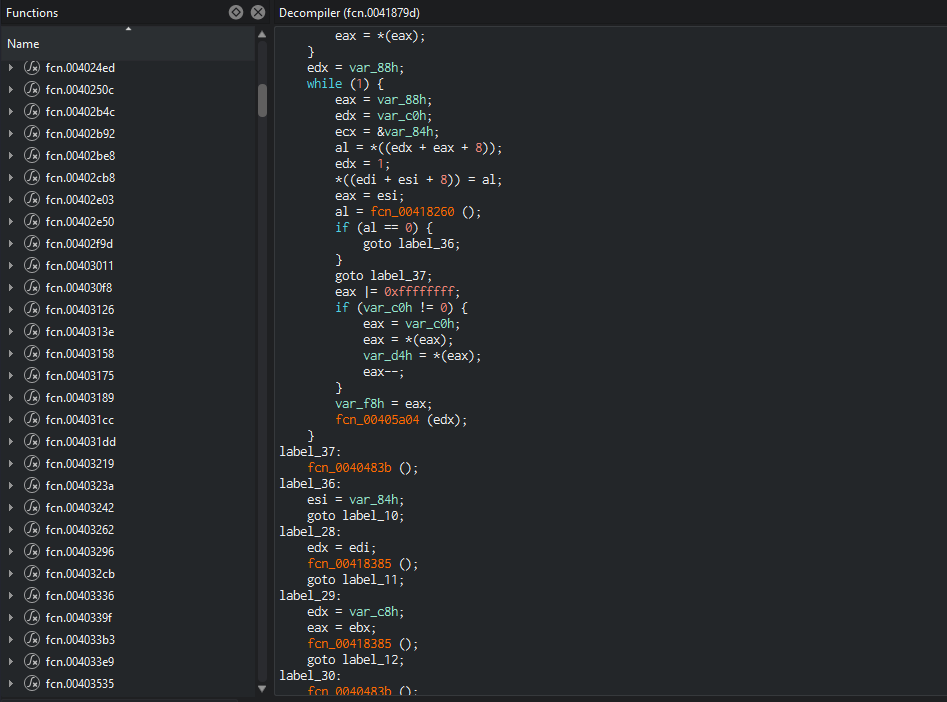 Functions
Name
fcn.004024ed
fcn.0040250c
fcn.00402b4c
fcn.00402b92
fcn.00402be8
fcn.00402cb8
fcn.00402e03
fcn.00402e50
fcn.00402f9d
fcn.00403011
fcn.004030f8
fcn.00403126
fcn.0040313e
fcn.00403158
fcn.00403175
fcn.00403189
fcn.004031cc
fcn.004031dd
fcn.00403219
fcn.0040323a
fcn.00403242
fcn.00403262
fcn.00403296
fcn.004032cb
fcn.00403336
fcn.0040339f
fcn.004033b3
fcn.004033e9
fcn.00403535
Decompiler (fcn.0041879d)
eax = *(eax);
}
edx = var_88h;
while (1) {
eax = var_88h;
edx = var_c0h;
ecx = &var_84h;
al = *((edx + eax + 8));
edx = 1;
*((edi + esi + 8)) = al;
eax = esi;
al = fcn_00418260 ();
if (al == 0) {
goto label_36;
}
goto label_37;
eax |= 0xffffffff;
if (var_c0h != 0) {
eax = var_c0h;
eax = *(eax);
var_d4h = *(eax);
eax--;
}
var_f8h = eax;
fcn_00405a04 (edx);
}
label_37:
fcn_0040483b ();
label_36:
esi = var_84h;
goto label_10;
label_28:
edx = edi;
fcn_00418385 ();
goto label_11;
label_29:
edx = var_c8h;
eax = ebx;
fcn_00418385 ();
goto label_12;
label_30:
fcn_0040483b ();